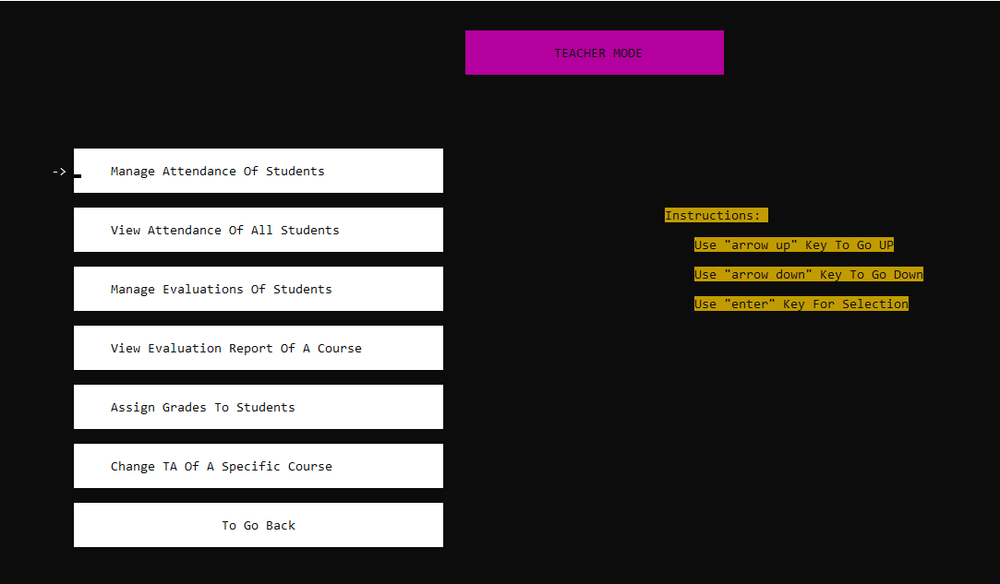 TEACHER MODE
-> Manage Attendance Of Students
View Attendance Of All Students
Manage Evaluations Of Students
View Evaluation Report Of A Course
Assign Grades To Students
Change TA Of A Specific Course
To Go Back
Instructions:
Use "arrow up" Key To Go UP
Use "arrow down" Key To Go Down
Use "enter" Key For Selection